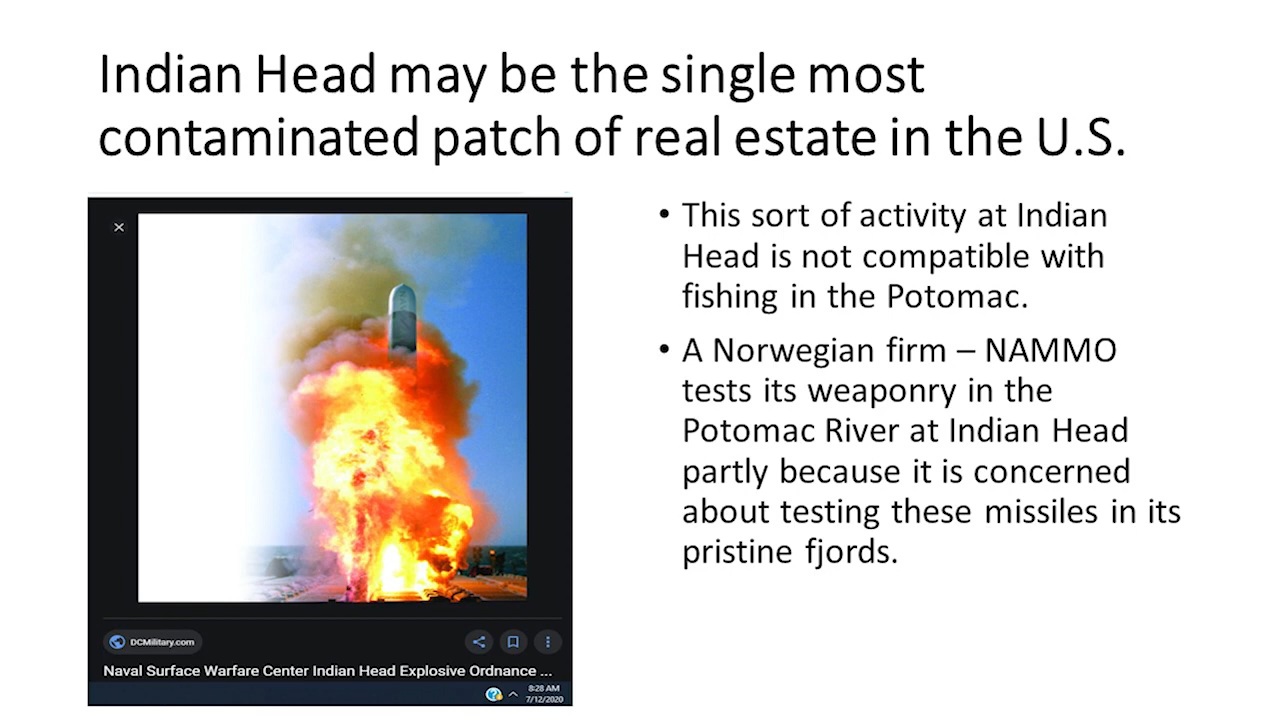 Indian Head may be the single most
contaminated patch of real estate in the U.S.
• This sort of activity at Indian
Head is not compatible with
fishing in the Potomac.
• A Norwegian firm – NAMMO
tests its weaponry in the
Potomac River at Indian Head
partly because it is concerned
about testing these missiles in its
pristine fjords.
DCMilitary.com
Naval Surface Warfare Center Indian Head Explosive Ordnance ...
8:28 AM
7/12/2020